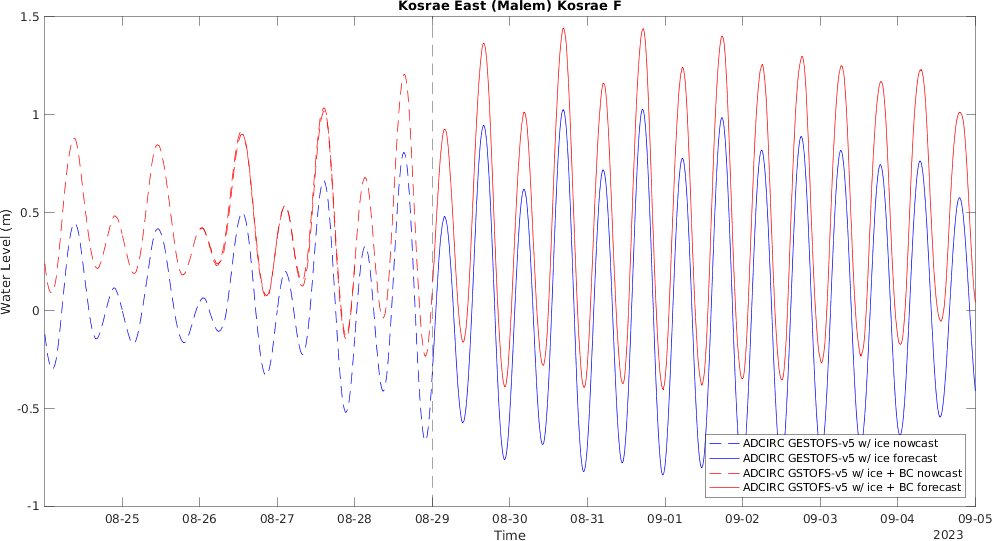 Kosrae East (Malem) Kosrae F
1.5
1
0.5
0
-0.5
-1
Water Level (m)
ADCIRC GESTOFS-v5 w/ ice nowcast
ADCIRC GESTOFS-v5 w/ ice forecast
ADCIRC GSTOFS-v5 w/ ice + BC nowcast
ADCIRC GSTOFS-v5 w/ ice + BC forecast
08-25 08-26 08-27 08-28 08-29 08-30 08-31 09-01 09-02 09-03 09-04 09-05
Time
2023